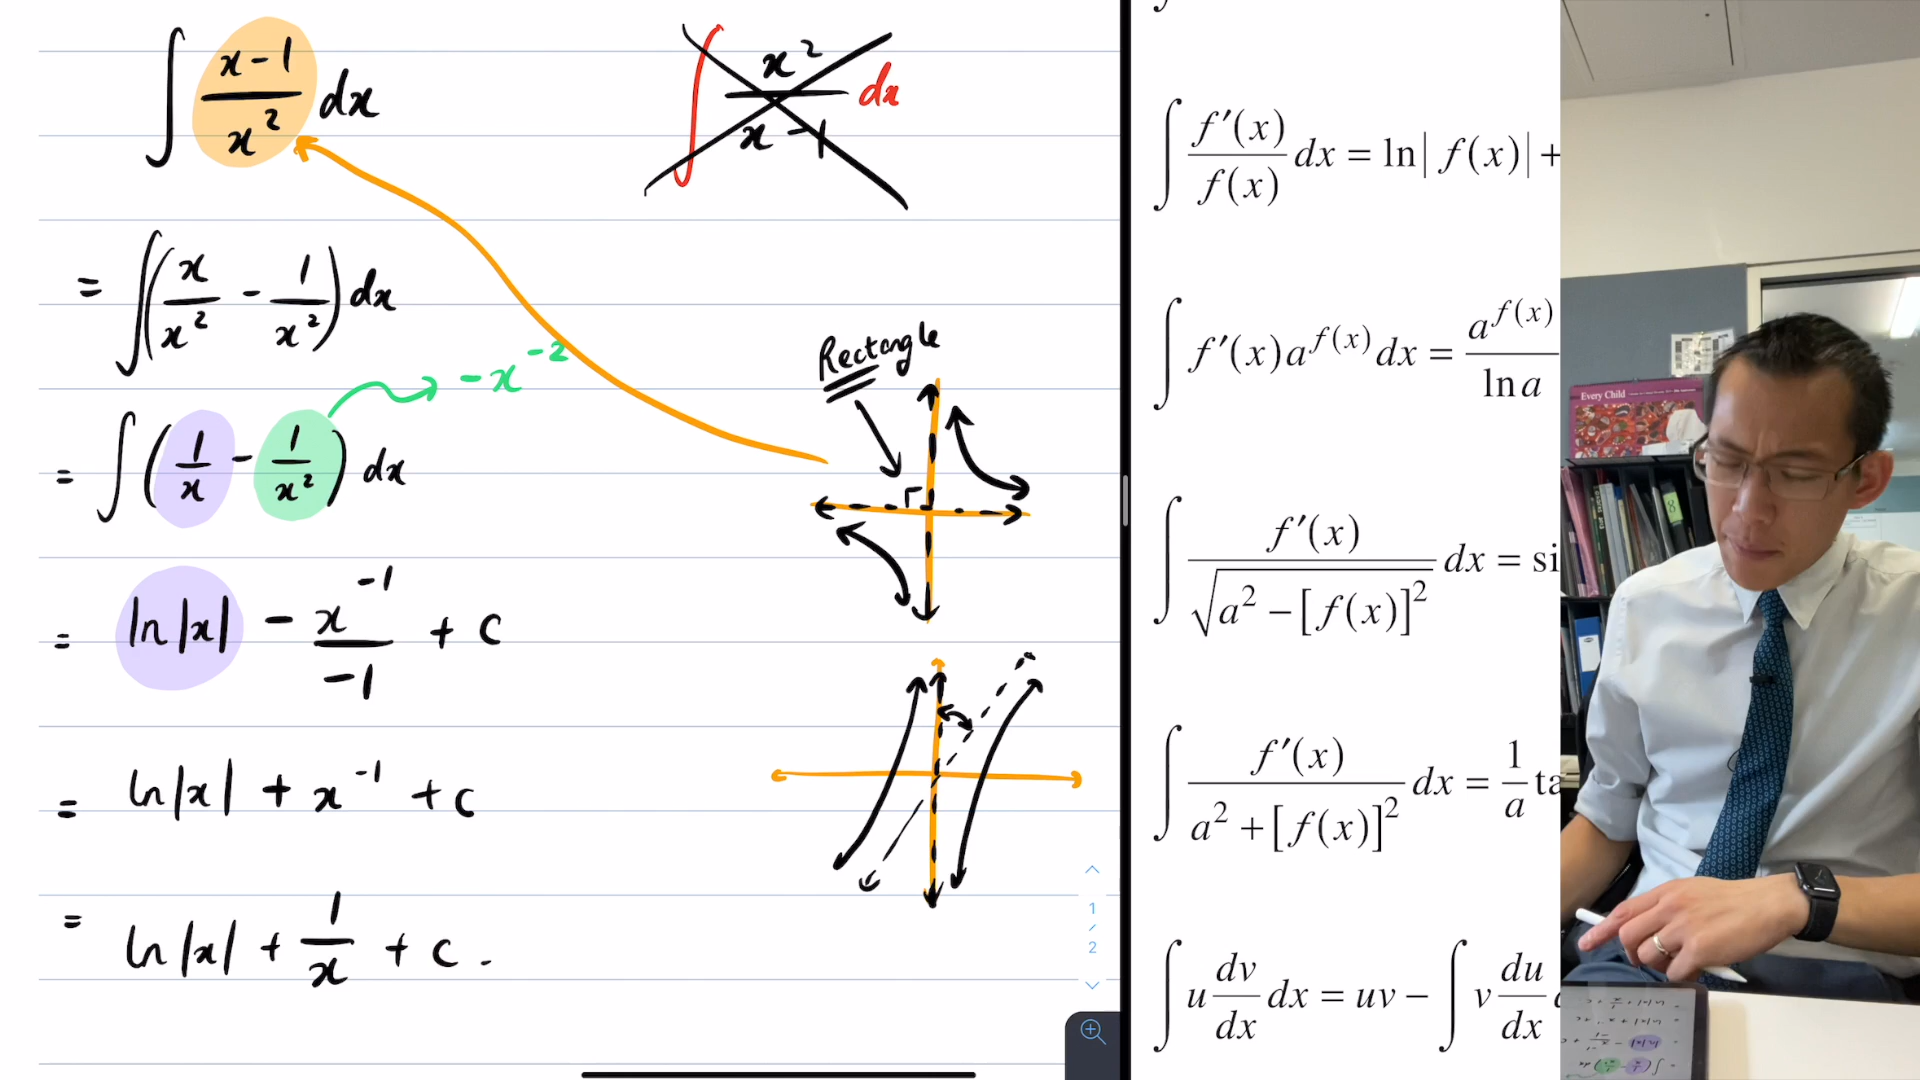 ∫ (x-1)/x² dx
∫ x²/(x-1) dx
= ∫(x/x² - 1/x²) dx
= ∫(1/x - 1/x²) dx → -x⁻²
= ln|x| - x⁻¹/-1 + c
= ln|x| + x⁻¹ + c
= ln|x| + 1/x + c.
Rectangle
1
/
2
∫ f′(x)/f(x) dx = ln|f(x)| +
∫ f′(x)a^f(x) dx = a^f(x)/ln a
∫ f′(x)/√(a² − [f(x)]²) dx = si
∫ f′(x)/(a² + [f(x)]²) dx = 1/a ta
∫ u dv/dx dx = uv − ∫ v du/dx
Every Child